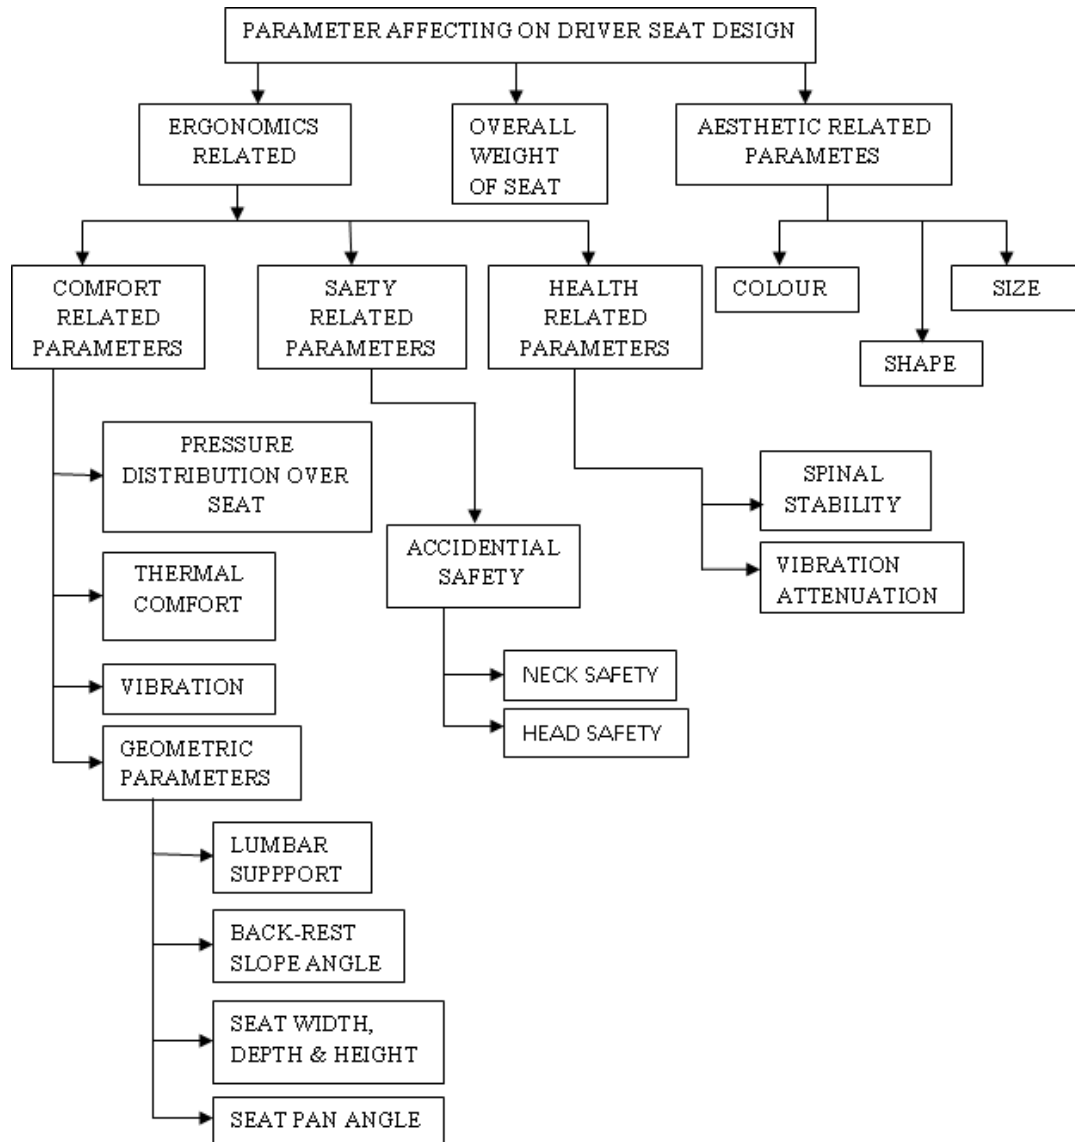 PARAMETER AFFECTING ON DRIVER SEAT DESIGN
ERGONOMICS
RELATED
OVERALL
WEIGHT
OF SEAT
AESTHETIC RELATED
PARAMETES
COMFORT
RELATED
PARAMETERS
SAETY
RELATED
PARAMETERS
HEALTH
RELATED
PARAMETERS
COLOUR
SIZE
SHAPE
PRESSURE
DISTRIBUTION OVER
SEAT
SPINAL
STABILITY
ACCIDENTIAL
SAFETY
THERMAL
COMFORT
VIBRATION
ATTENUATION
VIBRATION
NECK SAFETY
HEAD SAFETY
GEOMETRIC
PARAMETERS
LUMBAR
SUPPPORT
BACK-REST
SLOPE ANGLE
SEAT WIDTH,
DEPTH & HEIGHT
SEAT PAN ANGLE